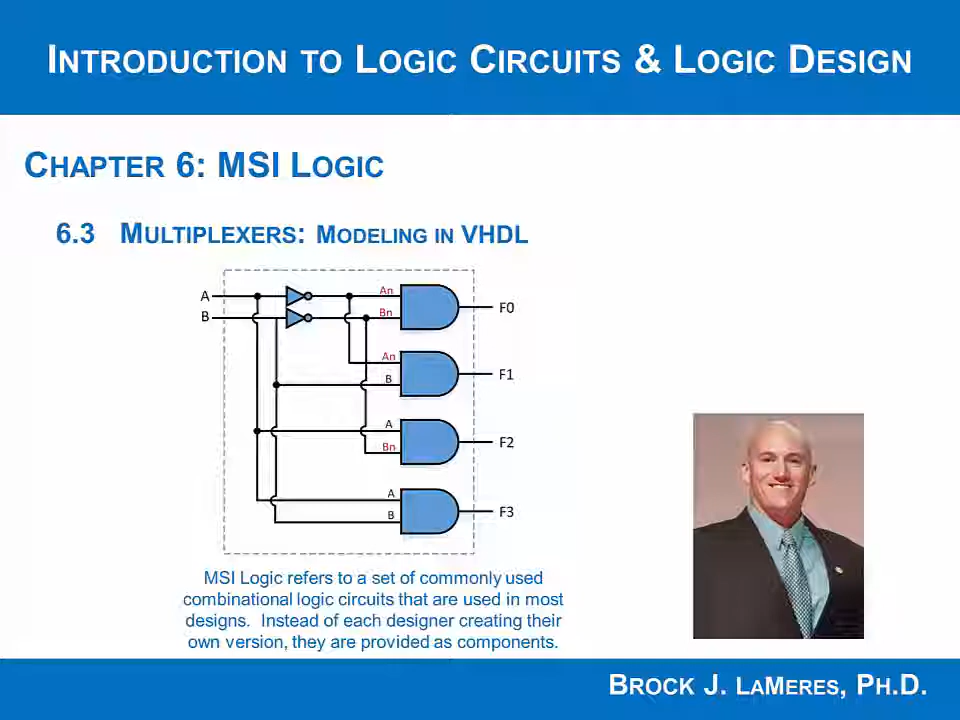 INTRODUCTION TO LOGIC CIRCUITS & LOGIC DESIGN
CHAPTER 6: MSI LOGIC
6.3 MULTIPLEXERS: MODELING IN VHDL
A
B
An
Bn
F0
An
B
F1
A
Bn
F2
A
B
F3
MSI Logic refers to a set of commonly used
combinational logic circuits that are used in most
designs. Instead of each designer creating their
own version, they are provided as components.
BROCK J. LAMERES, PH.D.